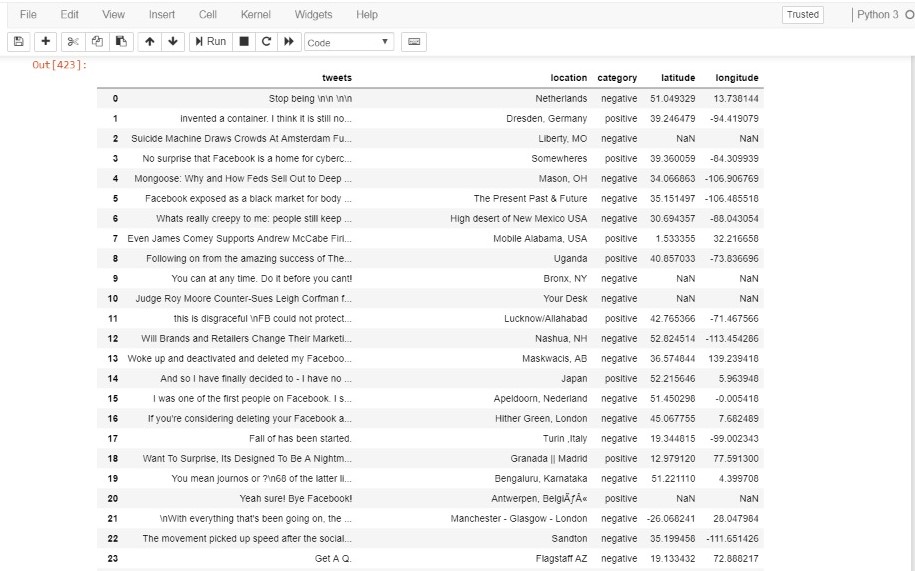 File Edit View Insert Cell Kernel Widgets Help Trusted Python 3
Run Code
Out[423]:
tweets location category latitude longitude
0 Stop being \n\n \n\n Netherlands negative 51.049329 13.738144
1 invented a container. I think it is still no... Dresden, Germany positive 39.246479 -94.419079
2 Suicide Machine Draws Crowds At Amsterdam Fu... Liberty, MO negative NaN NaN
3 No surprise that Facebook is a home for cyberc... Somewheres positive 39.360059 -84.309939
4 Mongoose: Why and How Feds Sell Out to Deep ... Mason, OH negative 34.066863 -106.906769
5 Facebook exposed as a black market for body ... The Present Past & Future negative 35.151497 -106.485518
6 Whats really creepy to me: people still keep ... High desert of New Mexico USA negative 30.694357 -88.043054
7 Even James Comey Supports Andrew McCabe Firi... Mobile Alabama, USA positive 1.533355 32.216658
8 Following on from the amazing success of The... Uganda positive 40.857033 -73.836696
9 You can at any time. Do it before you cant! Bronx, NY negative NaN NaN
10 Judge Roy Moore Counter-Sues Leigh Corfman f... Your Desk negative NaN NaN
11 this is disgraceful \nFB could not protect... Lucknow/Allahabad positive 42.765366 -71.467566
12 Will Brands and Retailers Change Their Marketi... Nashua, NH negative 52.824514 -113.454286
13 Woke up and deactivated and deleted my Faceboo... Maskwacis, AB negative 36.574844 139.239418
14 And so I have finally decided to - I have no ... Japan positive 52.215646 5.963948
15 I was one of the first people on Facebook. I s... Apeldoorn, Nederland negative 51.450298 -0.005418
16 If you're considering deleting your Facebook a... Hither Green, London negative 45.067755 7.682489
17 Fall of has been started. Turin ,Italy negative 19.344815 -99.002343
18 Want To Surprise, Its Designed To Be A Nightm... Granada || Madrid positive 12.979120 77.591300
19 You mean journos or ?\n68 of the latter li... Bengaluru, Karnataka negative 51.221110 4.399708
20 Yeah sure! Bye Facebook! Antwerpen, BelgiÃƒÂ« positive NaN NaN
21 \nWith everything that's been going on, the ... Manchester - Glasgow - London negative -26.068241 28.047984
22 The movement picked up speed after the social... Sandton negative 35.199458 -111.651426
23 Get A Q. Flagstaff AZ negative 19.133432 72.888217